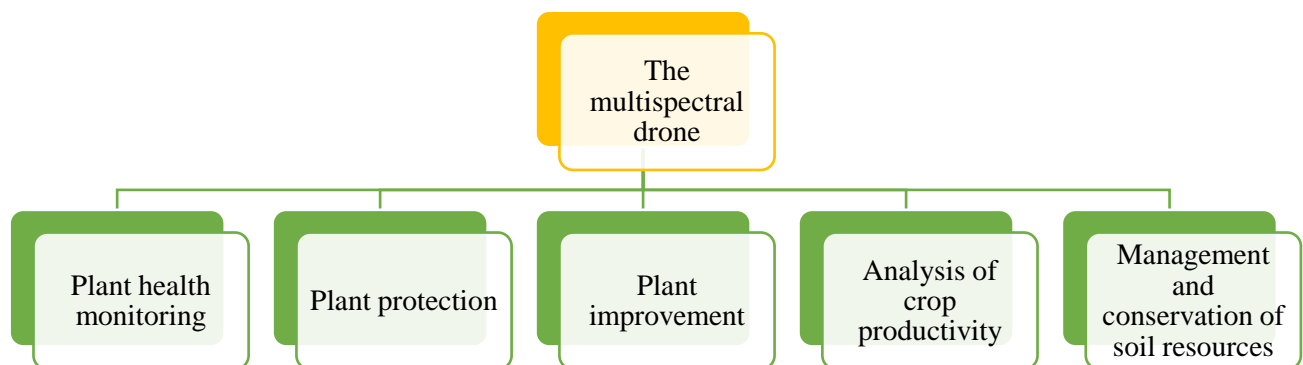 The
multispectral
drone
Plant health
monitoring
Plant protection
Plant
improvement
Analysis of
crop
productivity
Management
and
conservation of
soil resources